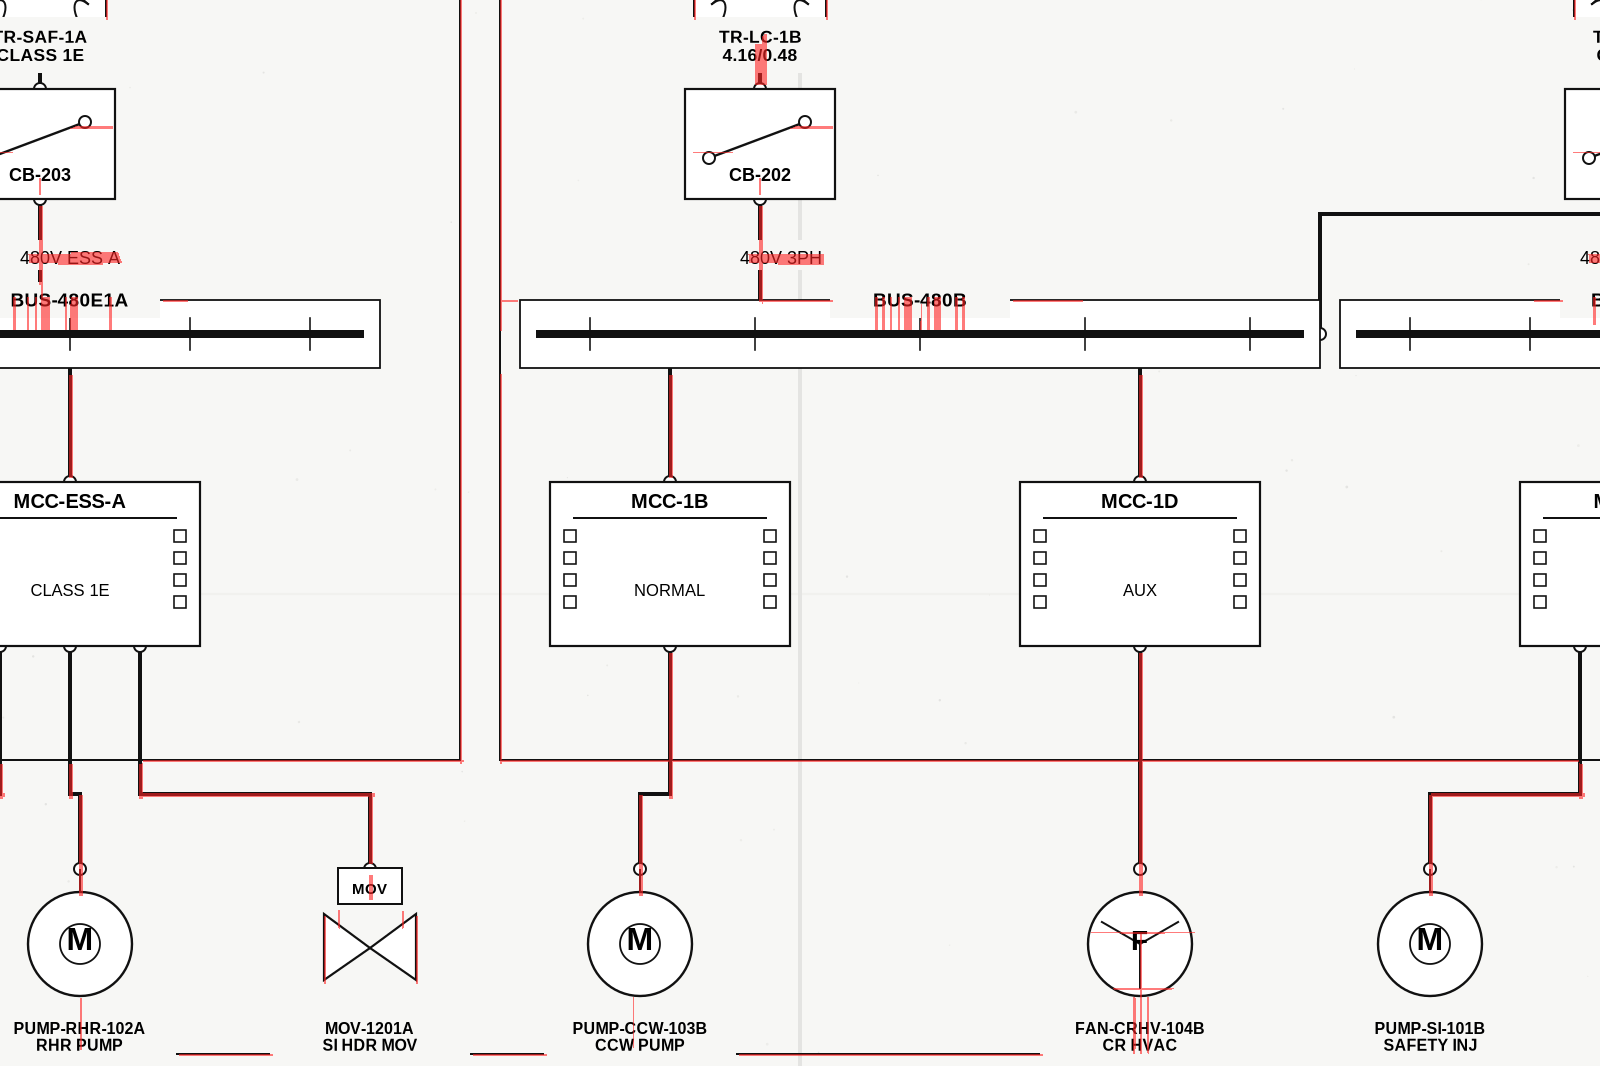 TR-SAF-1A
CLASS 1E
TR-LC-1B
4.16/0.48
CB-203
CB-202
480V ESS A
480V 3PH
48
BUS-480E1A
BUS-480B
MCC-ESS-A
MCC-1B
MCC-1D
CLASS 1E
NORMAL
AUX
MOV
M
M
F
M
PUMP-RHR-102A
RHR PUMP
MOV-1201A
SI HDR MOV
PUMP-CCW-103B
CCW PUMP
FAN-CRHV-104B
CR HVAC
PUMP-SI-101B
SAFETY INJ